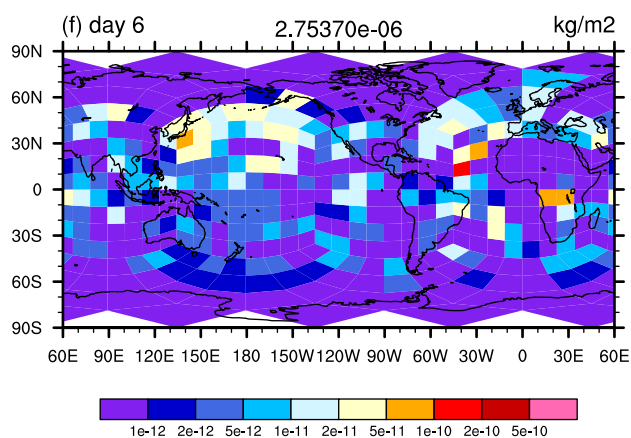 (f) day 6 2.75370e-06 kg/m2
90N
60N
30N
0
30S
60S
90S
60E 90E 120E 150E 180 150W 120W 90W 60W 30W 0 30E 60E
1e-12 2e-12 5e-12 1e-11 2e-11 5e-11 1e-10 2e-10 5e-10